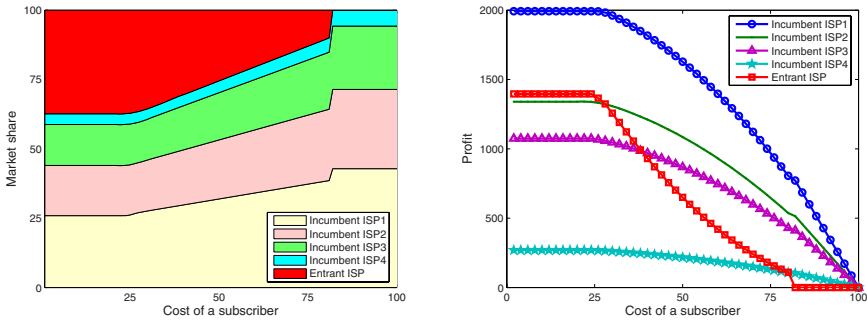 100
75
50
25
0
Market share
25
50
75
100
Cost of a subscriber
Incumbent ISP1
Incumbent ISP2
Incumbent ISP3
Incumbent ISP4
Entrant ISP
2000
1500
1000
500
0
Profit
0
25
50
75
100
Cost of a subscriber
Incumbent ISP1
Incumbent ISP2
Incumbent ISP3
Incumbent ISP4
Entrant ISP